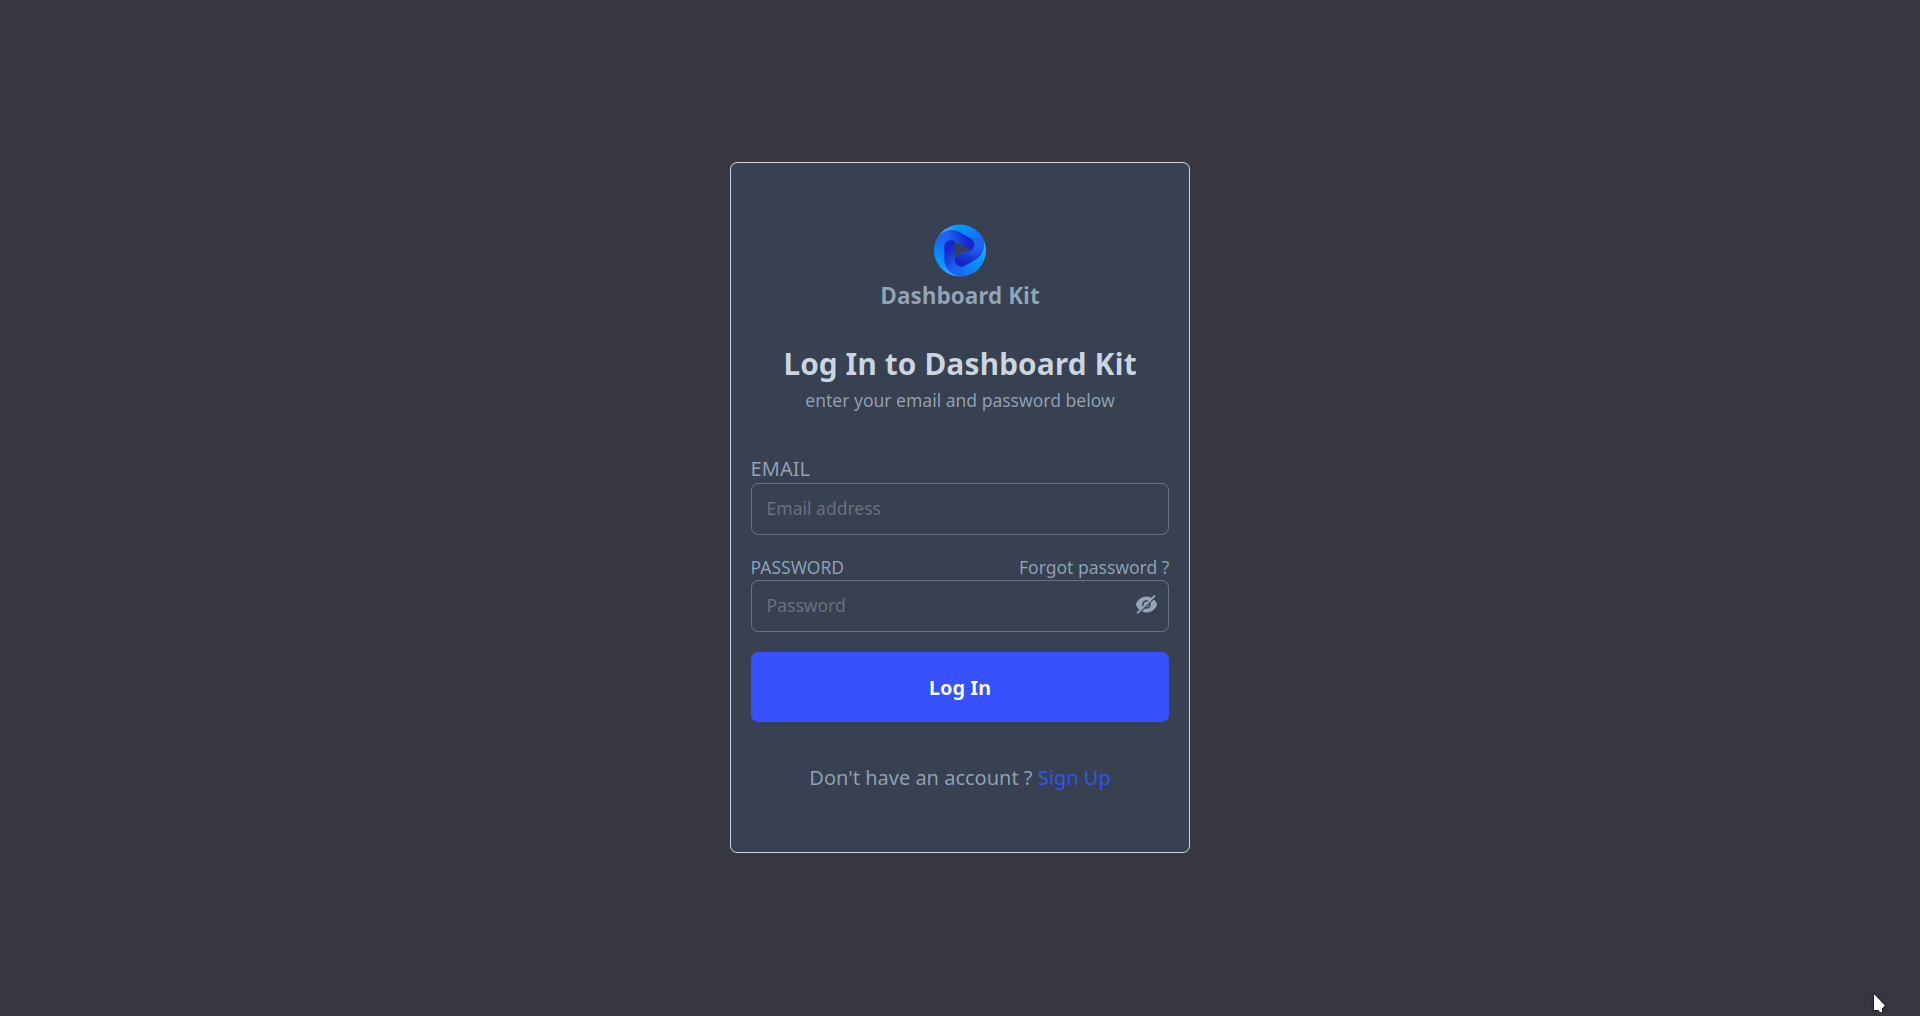 Dashboard Kit
Log In to Dashboard Kit
enter your email and password below
EMAIL
Email address
PASSWORD Forgot password ?
Password
Log In
Don't have an account ? Sign Up